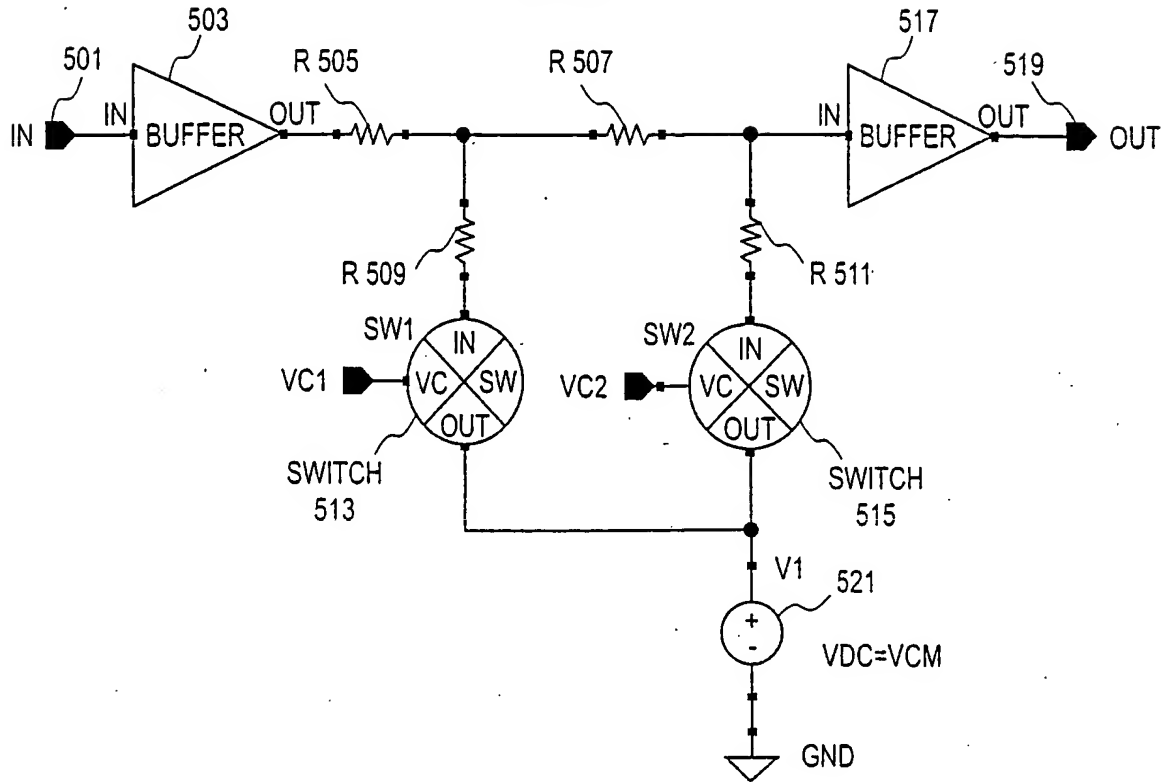 503
517
501
R 505
R 507
519
IN
IN
BUFFER
OUT
IN
BUFFER
OUT
OUT
R 509
R 511
SW1
IN
SW2
IN
VC1
VC
SW
VC2
VC
SW
OUT
OUT
SWITCH
513
SWITCH
515
V1
521
+
-
VDC=VCM
GND